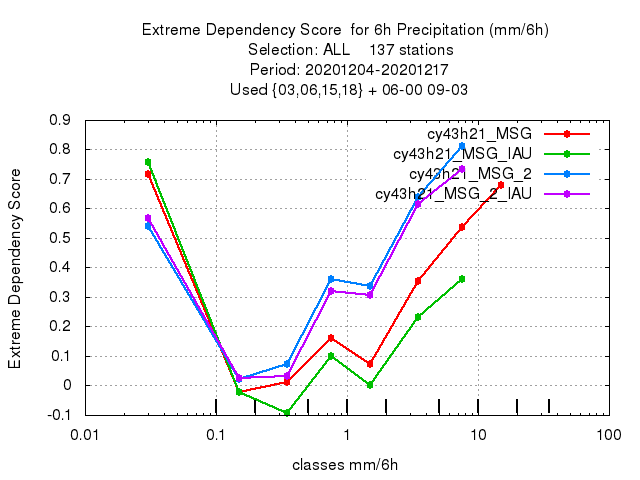 Extreme Dependency Score  for 6h Precipitation (mm/6h)
Selection: ALL    137 stations
Period: 20201204-20201217
Used {03,06,15,18} + 06-00 09-03
0.9
0.8
0.7
0.6
0.5
0.4
0.3
0.2
0.1
0
-0.1
Extreme Dependency Score
cy43h21_MSG
cy43h21_MSG_IAU
cy43h21_MSG_2
cy43h21_MSG_2_IAU
0.01
0.1
1
10
100
classes mm/6h